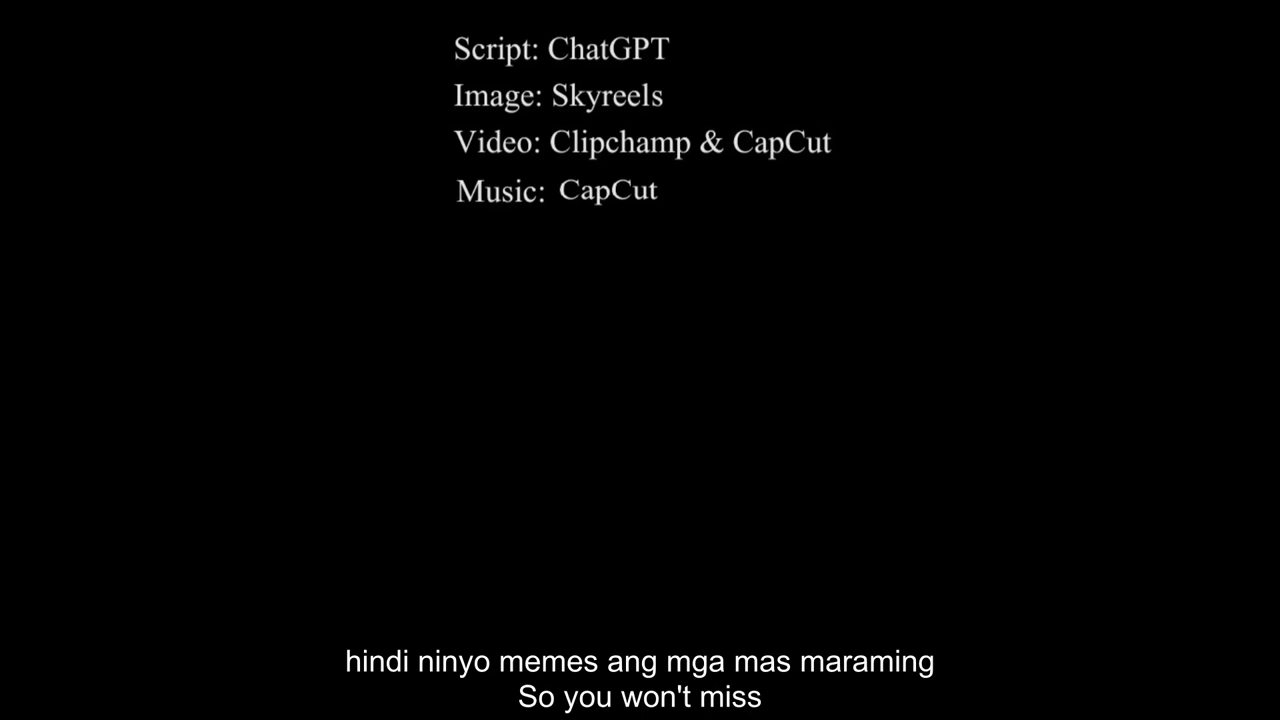 Script: ChatGPT
Image: Skyreels
Video: Clipchamp & CapCut
Music: CapCut
hindi ninyo memes ang mga mas maraming
So you won't miss